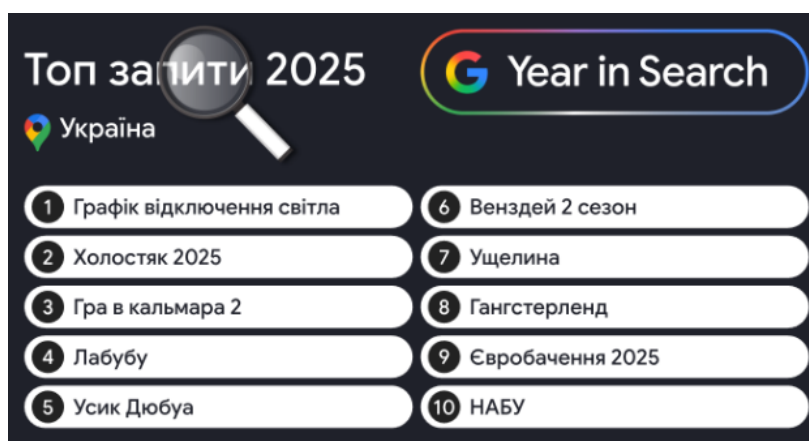 Топ запити 2025
G Year in Search
Україна
1 Графік відключення світла
2 Холостяк 2025
3 Гра в кальмара 2
4 Лабубу
5 Усик Дюбуа
6 Венздей 2 сезон
7 Ущелина
8 Гангстерленд
9 Євробачення 2025
10 НАБУ